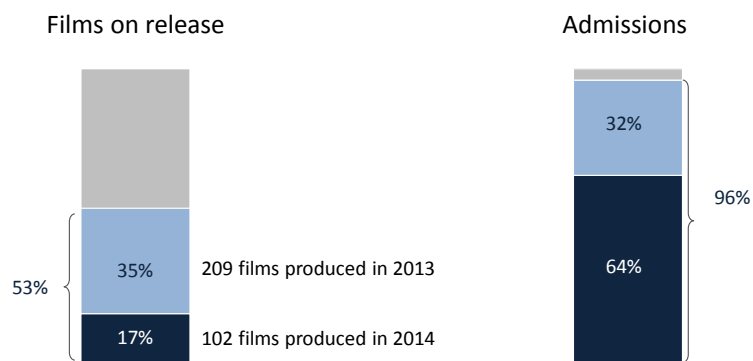 Films on release
Admissions
32%
96%
35%
209 films produced in 2013
64%
53%
17%
102 films produced in 2014